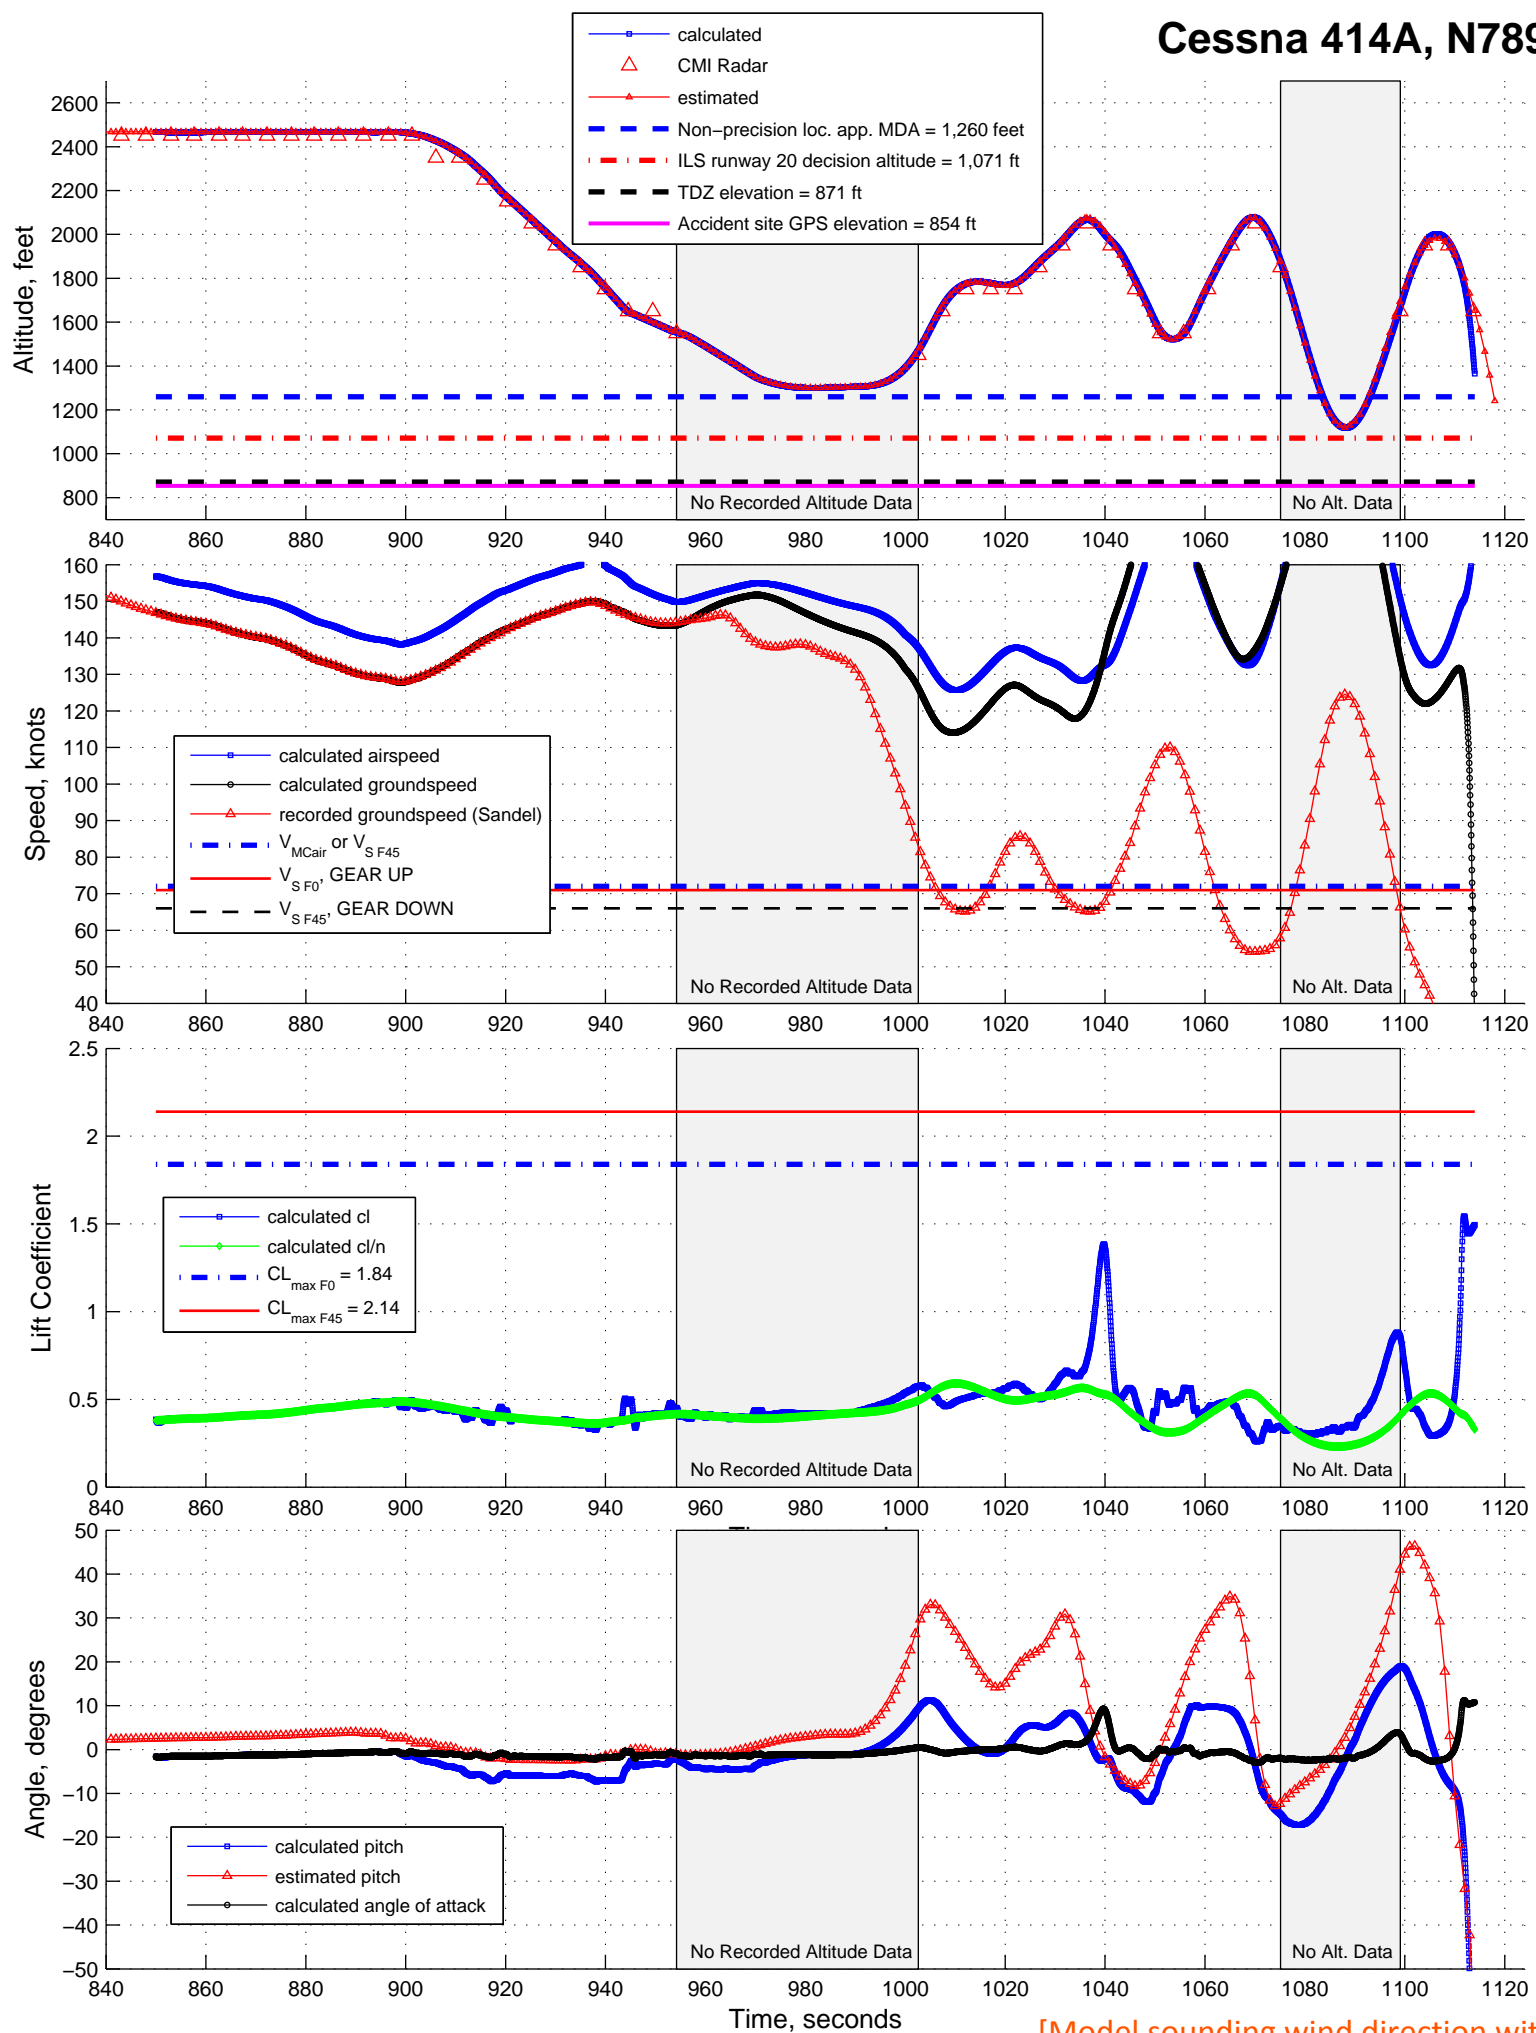 Cessna 414A, N789
calculated
CMI Radar
estimated
Non−precision loc. app. MDA = 1,260 feet
ILS runway 20 decision altitude = 1,071 ft
TDZ elevation = 871 ft
Accident site GPS elevation = 854 ft
Altitude, feet
2600
2400
2200
2000
1800
1600
1400
1200
1000
800
No Recorded Altitude Data
No Alt. Data
840 860 880 900 920 940 960 980 1000 1020 1040 1060 1080 1100 1120
Speed, knots
160
150
140
130
120
110
100
90
80
70
60
50
40
calculated airspeed
calculated groundspeed
recorded groundspeed (Sandel)
V MCair or V S F45
V S F0, GEAR UP
V S F45, GEAR DOWN
No Recorded Altitude Data
No Alt. Data
840 860 880 900 920 940 960 980 1000 1020 1040 1060 1080 1100 1120
Lift Coefficient
2.5
2
1.5
1
0.5
0
calculated cl
calculated cl/n
CL max F0 = 1.84
CL max F45 = 2.14
No Recorded Altitude Data
No Alt. Data
840 860 880 900 920 940 960 980 1000 1020 1040 1060 1080 1100 1120
Angle, degrees
50
40
30
20
10
0
−10
−20
−30
−40
−50
calculated pitch
estimated pitch
calculated angle of attack
No Recorded Altitude Data
No Alt. Data
840 860 880 900 920 940 960 980 1000 1020 1040 1060 1080 1100 1120
Time, seconds
[Model sounding wind direction wit